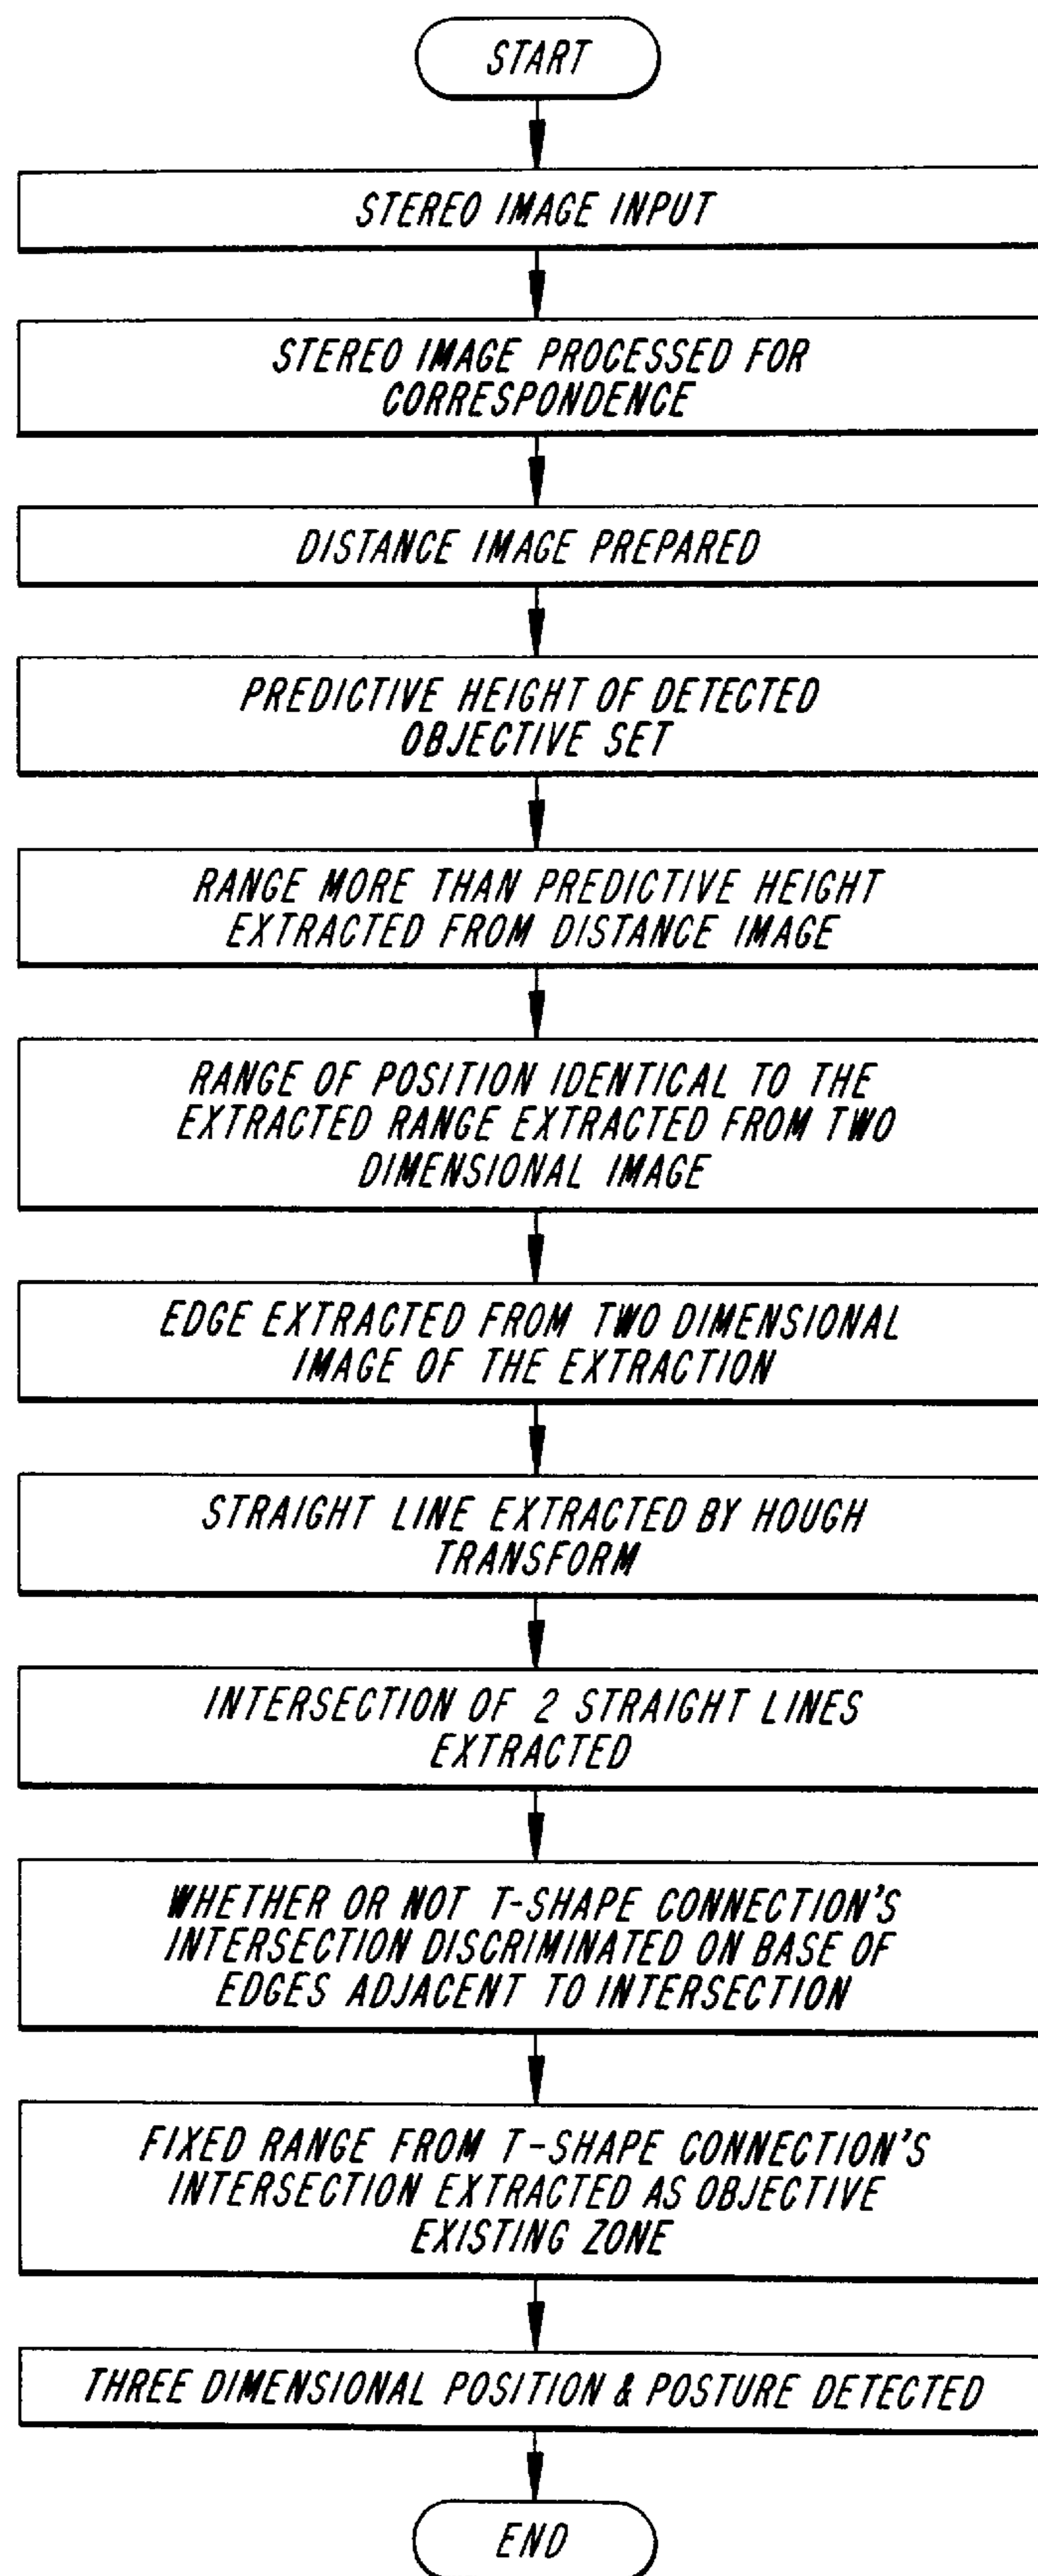 START
STEREO IMAGE INPUT
STEREO IMAGE PROCESSED FOR
CORRESPONDENCE
DISTANCE IMAGE PREPARED
PREDICTIVE HEIGHT OF DETECTED
OBJECTIVE SET
RANGE MORE THAN PREDICTIVE HEIGHT
EXTRACTED FROM DISTANCE IMAGE
RANGE OF POSITION IDENTICAL TO THE
EXTRACTED RANGE EXTRACTED FROM TWO
DIMENSIONAL IMAGE
EDGE EXTRACTED FROM TWO DIMENSIONAL
IMAGE OF THE EXTRACTION
STRAIGHT LINE EXTRACTED BY HOUGH
TRANSFORM
INTERSECTION OF 2 STRAIGHT LINES
EXTRACTED
WHETHER OR NOT T-SHAPE CONNECTION'S
INTERSECTION DISCRIMINATED ON BASE OF
EDGES ADJACENT TO INTERSECTION
FIXED RANGE FROM T-SHAPE CONNECTION'S
INTERSECTION EXTRACTED AS OBJECTIVE
EXISTING ZONE
THREE DIMENSIONAL POSITION & POSTURE DETECTED
END